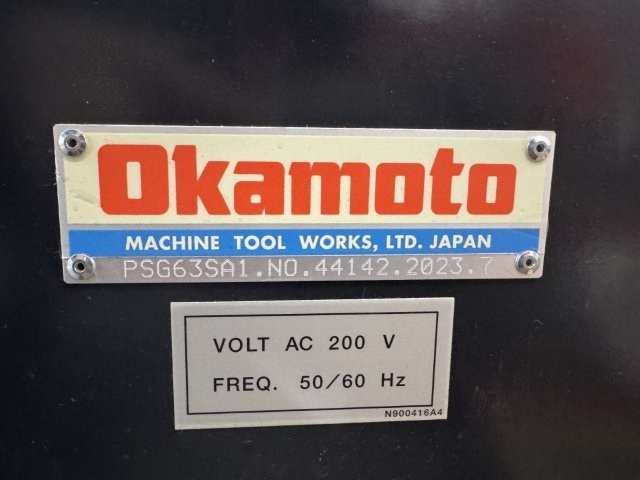 Okamoto
MACHINE TOOL WORKS, LTD. JAPAN
PSG63SA1.NO.44142.2023.7
VOLT AC 200 V
FREQ. 50/60 Hz
N900416A4